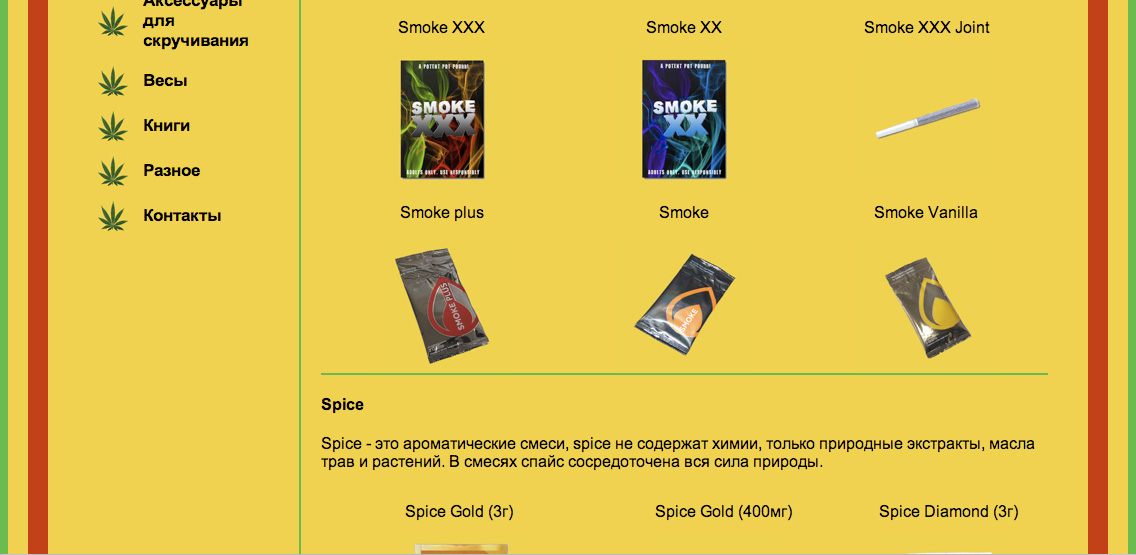 Аксессуары
для
скручивания
Весы
Книги
Разное
Контакты
Smoke XXX
Smoke XX
Smoke XXX Joint
A POTENT POT POURRI
SMOKE
XXX
ADULTS ONLY. USE RESPONSIBLY
A POTENT POT POURRI
SMOKE
XX
ADULTS ONLY. USE RESPONSIBLY
Smoke plus
Smoke
Smoke Vanilla
SMOKE PLUS
SMOKE
Spice
Spice - это ароматические смеси, spice не содержат химии, только природные экстракты, масла
трав и растений. В смесях спайс сосредоточена вся сила природы.
Spice Gold (3г)
Spice Gold (400мг)
Spice Diamond (3г)